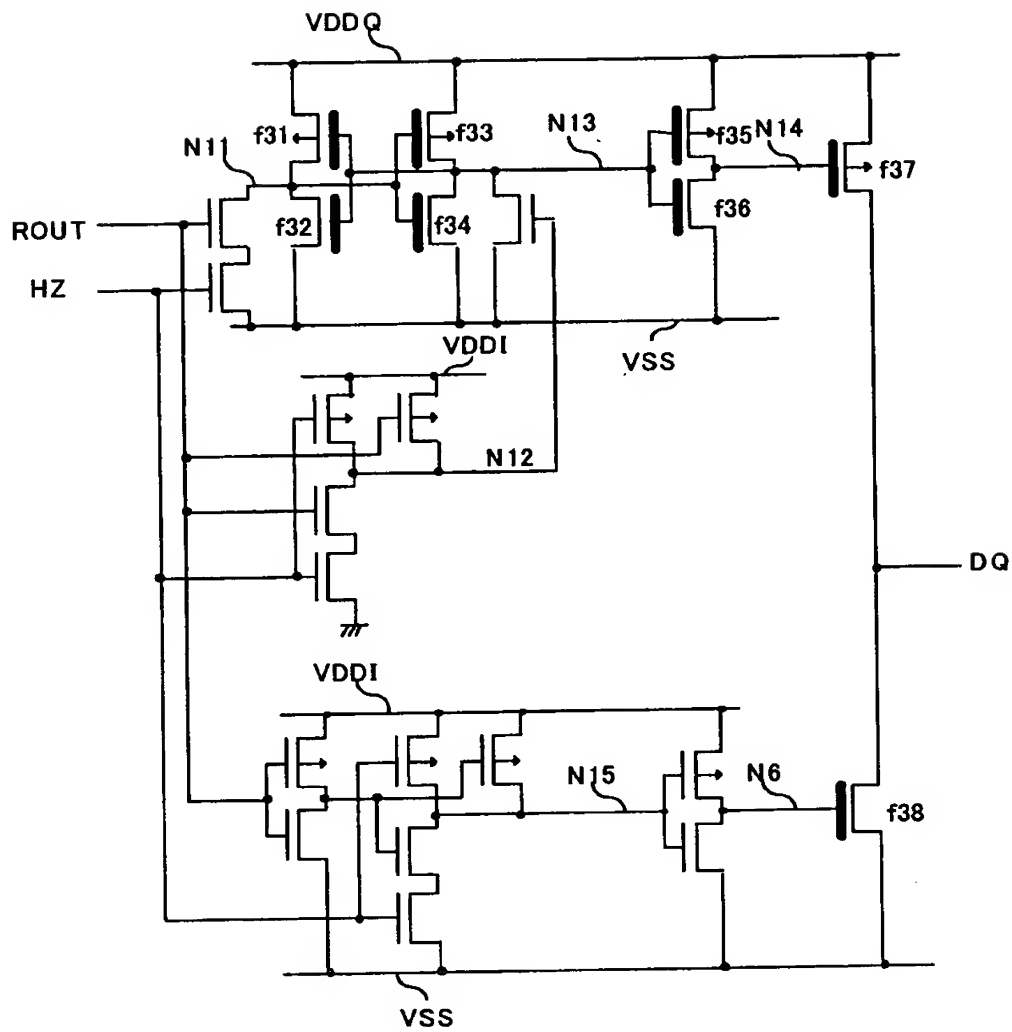 VDDQ
f31
f33
N13
f35
N14
N11
f37
ROUT
f32
f34
f36
HZ
VDDI
VSS
N12
DQ
VDDI
N15
N6
f38
VSS